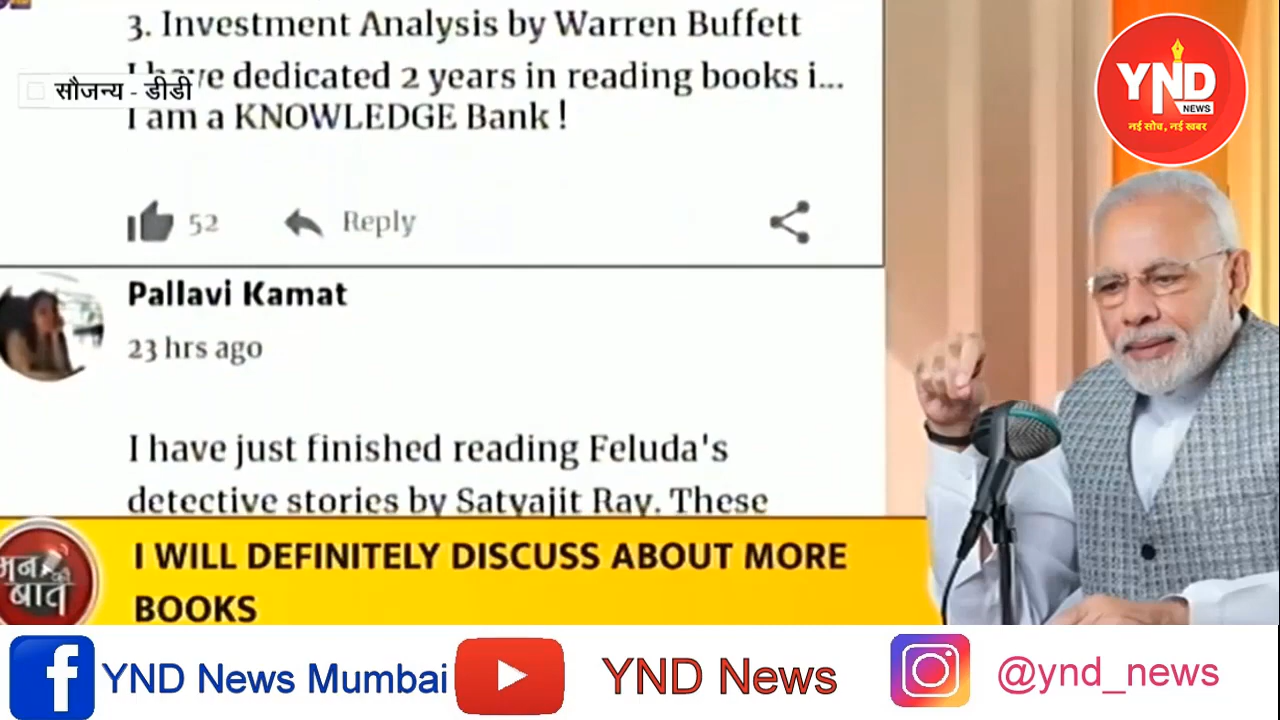 3. Investment Analysis by Warren Buffett
I have dedicated 2 years in reading books i...
I am a KNOWLEDGE Bank !
सौजन्य - डीडी
52
Reply
Pallavi Kamat
23 hrs ago
I have just finished reading Feluda's
detective stories by Satyajit Ray. These
मन की
बात
I WILL DEFINITELY DISCUSS ABOUT MORE
BOOKS
YND
NEWS
नई सोच, नई खबर
YND News Mumbai
YND News
@ynd_news